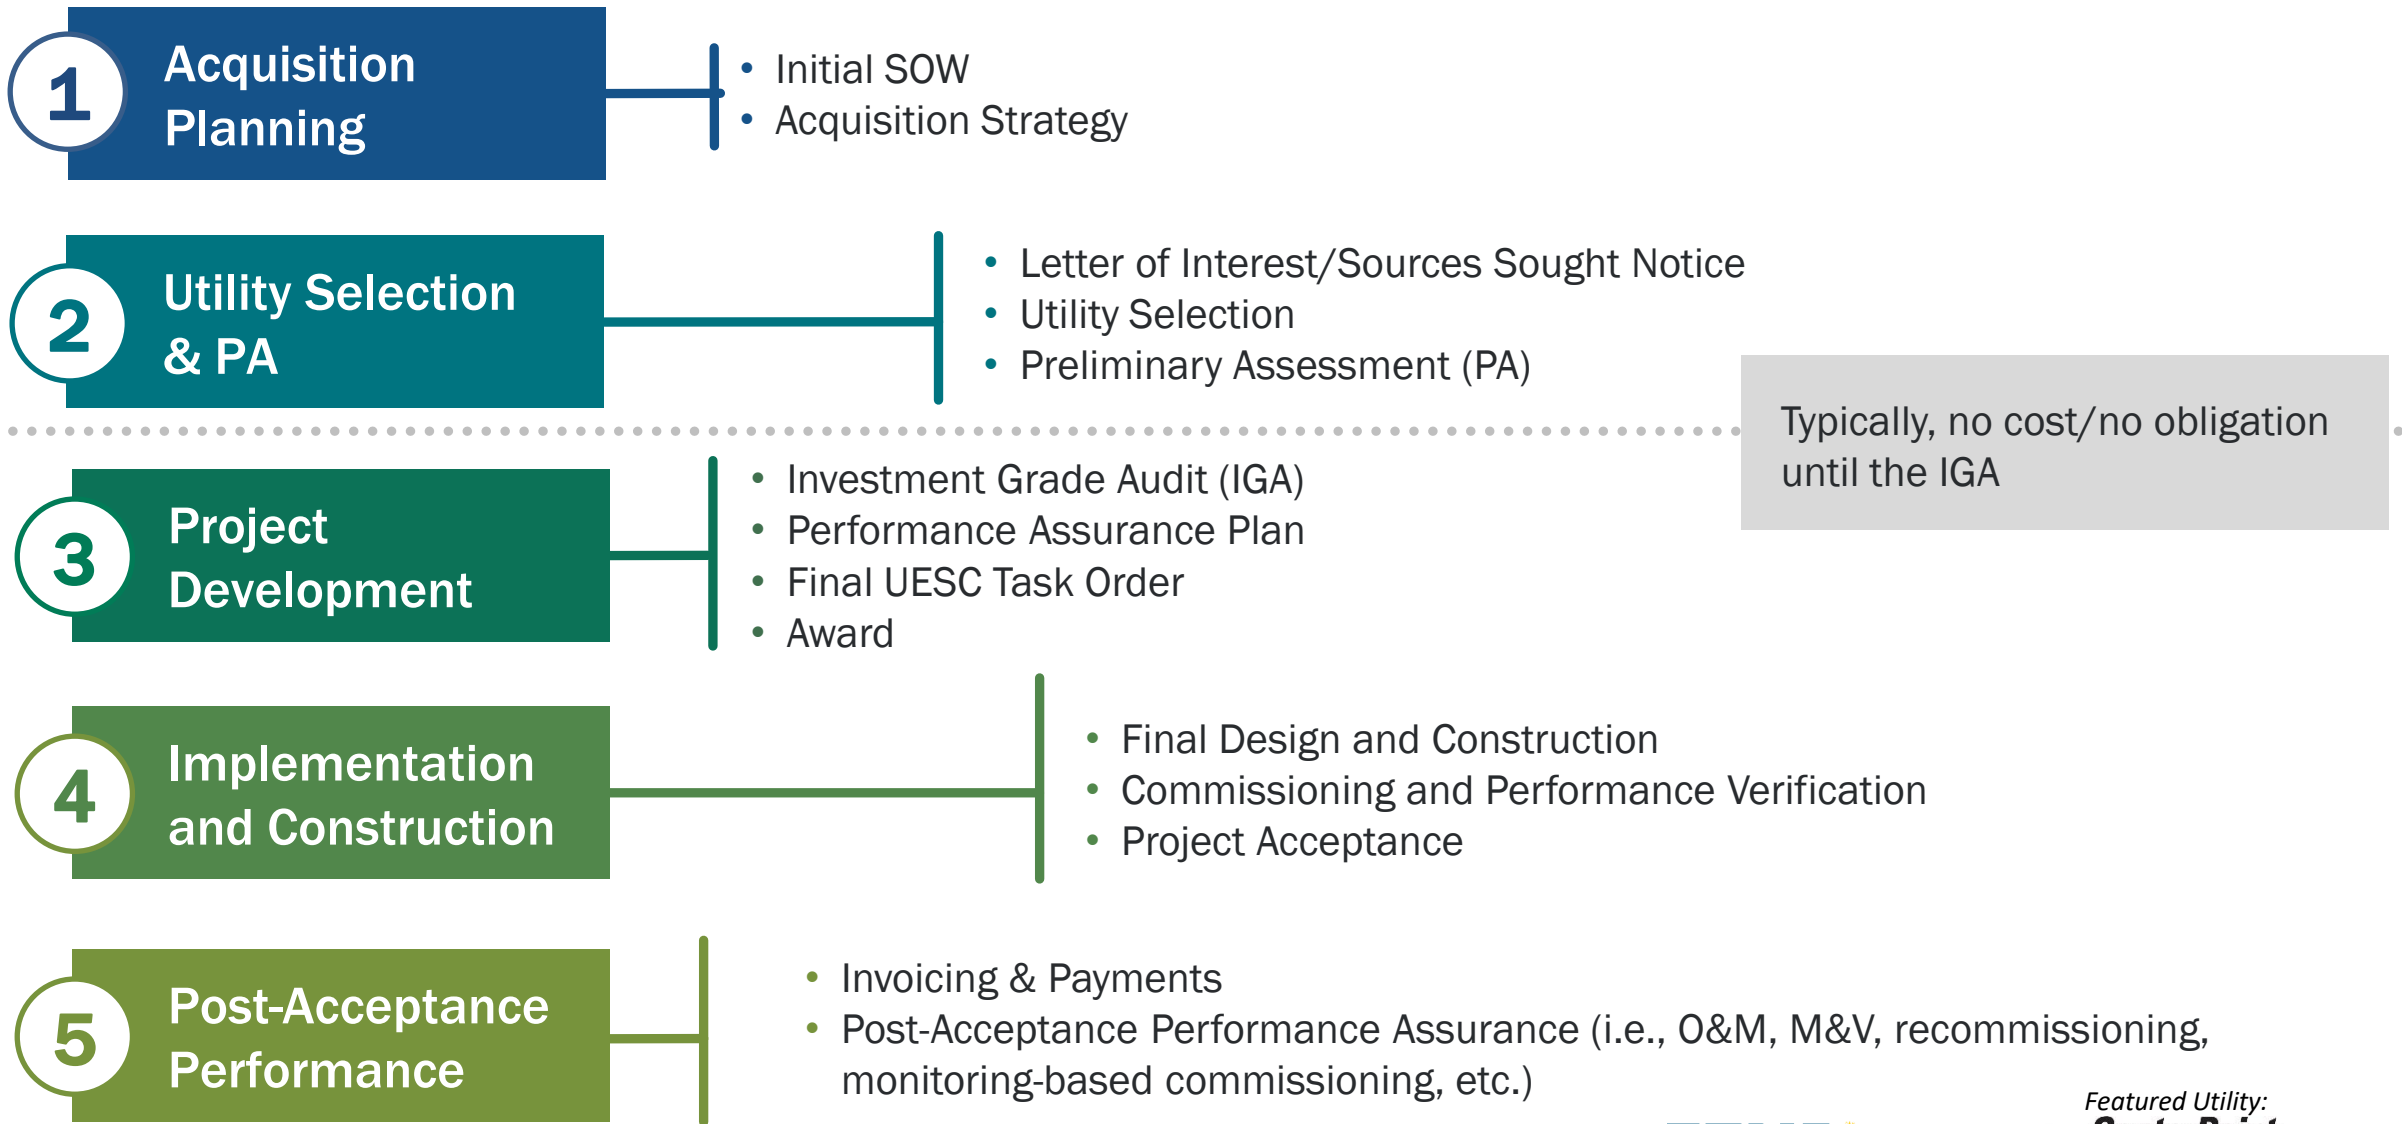 1
Acquisition
Planning
• Initial SOW
• Acquisition Strategy
2
Utility Selection
& PA
• Letter of Interest/Sources Sought Notice
• Utility Selection
• Preliminary Assessment (PA)
Typically, no cost/no obligation
until the IGA
3
Project
Development
• Investment Grade Audit (IGA)
• Performance Assurance Plan
• Final UESC Task Order
• Award
4
Implementation
and Construction
• Final Design and Construction
• Commissioning and Performance Verification
• Project Acceptance
5
Post-Acceptance
Performance
• Invoicing & Payments
• Post-Acceptance Performance Assurance (i.e., O&M, M&V, recommissioning,
monitoring-based commissioning, etc.)
Featured Utility: